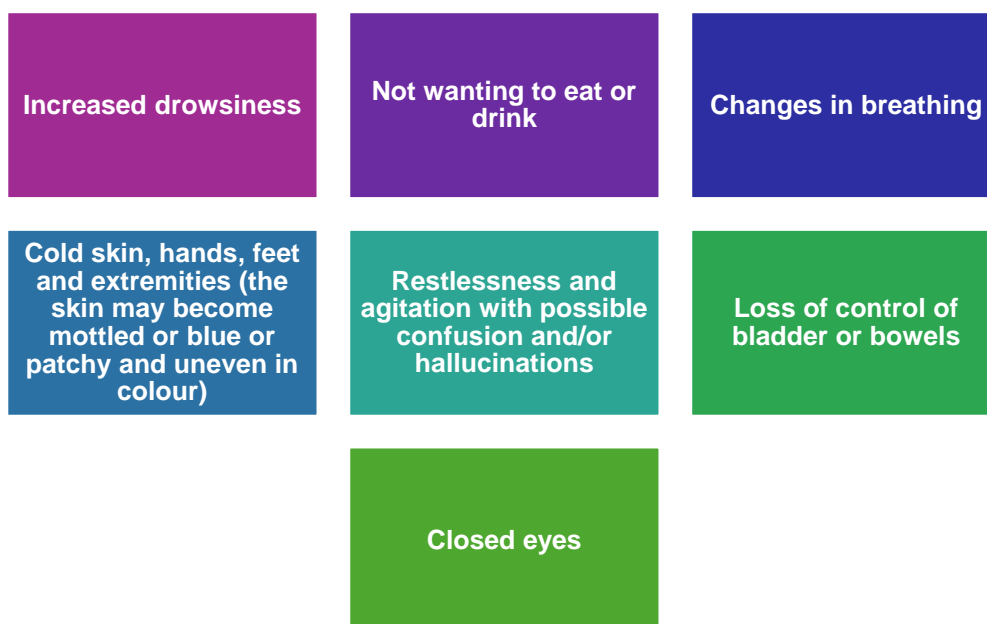 Increased drowsiness
Not wanting to eat or
drink
Changes in breathing
Cold skin, hands, feet
and extremities (the
skin may become
mottled or blue or
patchy and uneven in
colour)
Restlessness and
agitation with possible
confusion and/or
hallucinations
Loss of control of
bladder or bowels
Closed eyes